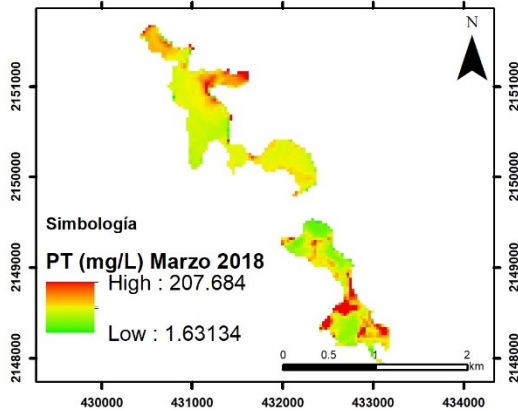 N
2151000
2150000
2149000
2148000
2151000
2150000
2149000
2148000
Simbología
PT (mg/L) Marzo 2018
High : 207.684
Low : 1.63134
0 0.5 1 2
km
430000 431000 432000 433000 434000